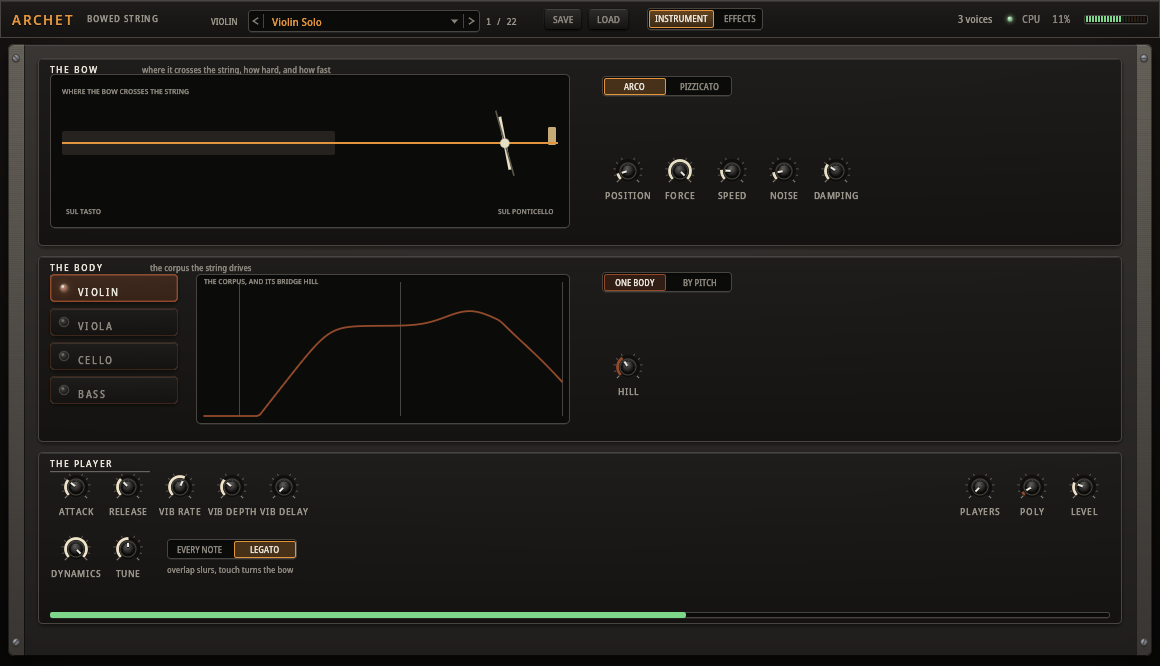 ARCHET BOWED STRING VIOLIN < Violin Solo > 1 / 22 SAVE LOAD INSTRUMENT EFFECTS 3 voices CPU 11%
THE BOW where it crosses the string, how hard, and how fast
WHERE THE BOW CROSSES THE STRING
ARCO PIZZICATO
POSITION FORCE SPEED NOISE DAMPING
SUL TASTO SUL PONTICELLO
THE BODY the corpus the string drives
THE CORPUS, AND ITS BRIDGE HILL
ONE BODY BY PITCH
VIOLIN
VIOLA
CELLO
BASS
HILL
THE PLAYER
ATTACK RELEASE VIB RATE VIB DEPTH VIB DELAY PLAYERS POLY LEVEL
EVERY NOTE LEGATO
overlap slurs, touch turns the bow
DYNAMICS TUNE